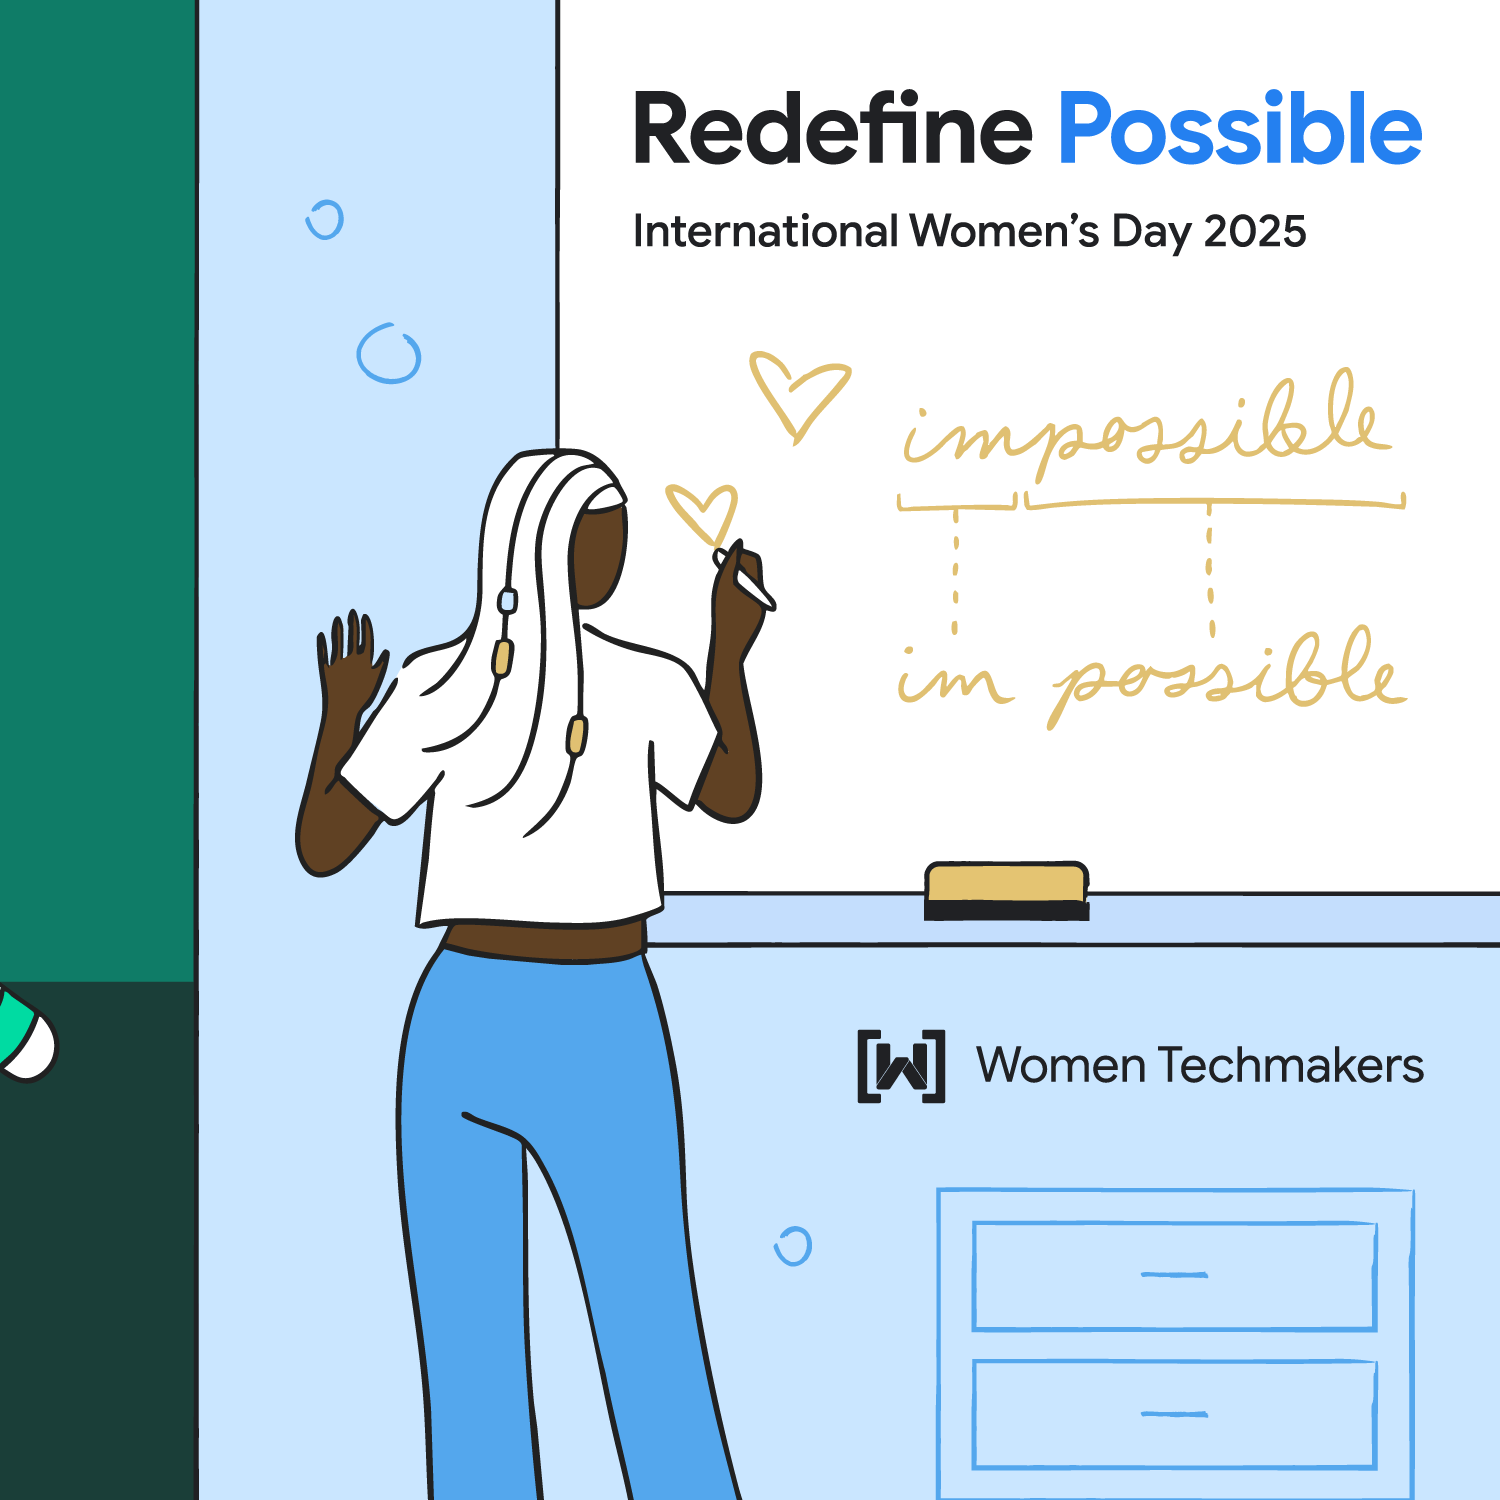 Redefine Possible
International Women’s Day 2025
impossible
im possible
Women Techmakers